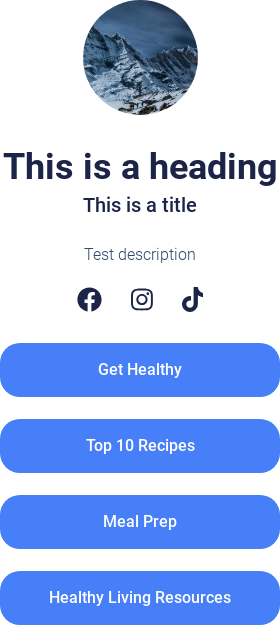 This is a heading
This is a title
Test description
Get Healthy
Top 10 Recipes
Meal Prep
Healthy Living Resources